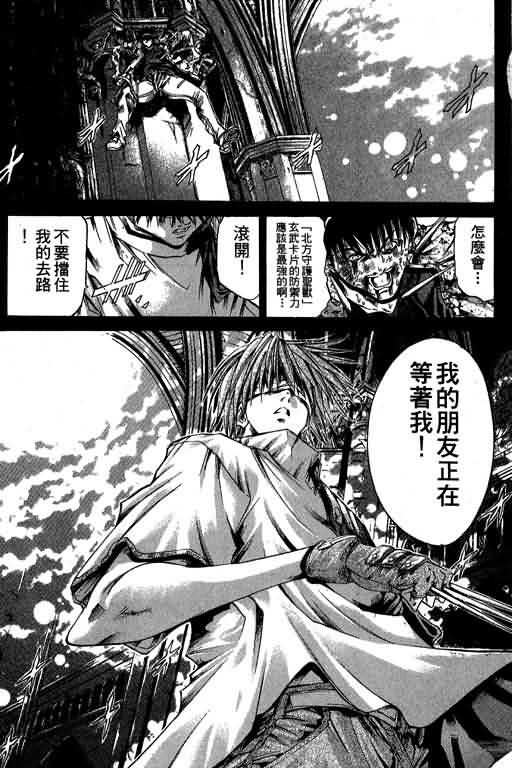 怎麼會…
「北方守護聖獸」
玄武卡片的防禦力
應該是最強的啊…
滾開！
不要擋住
我的去路
！
我的朋友正在
等著我！